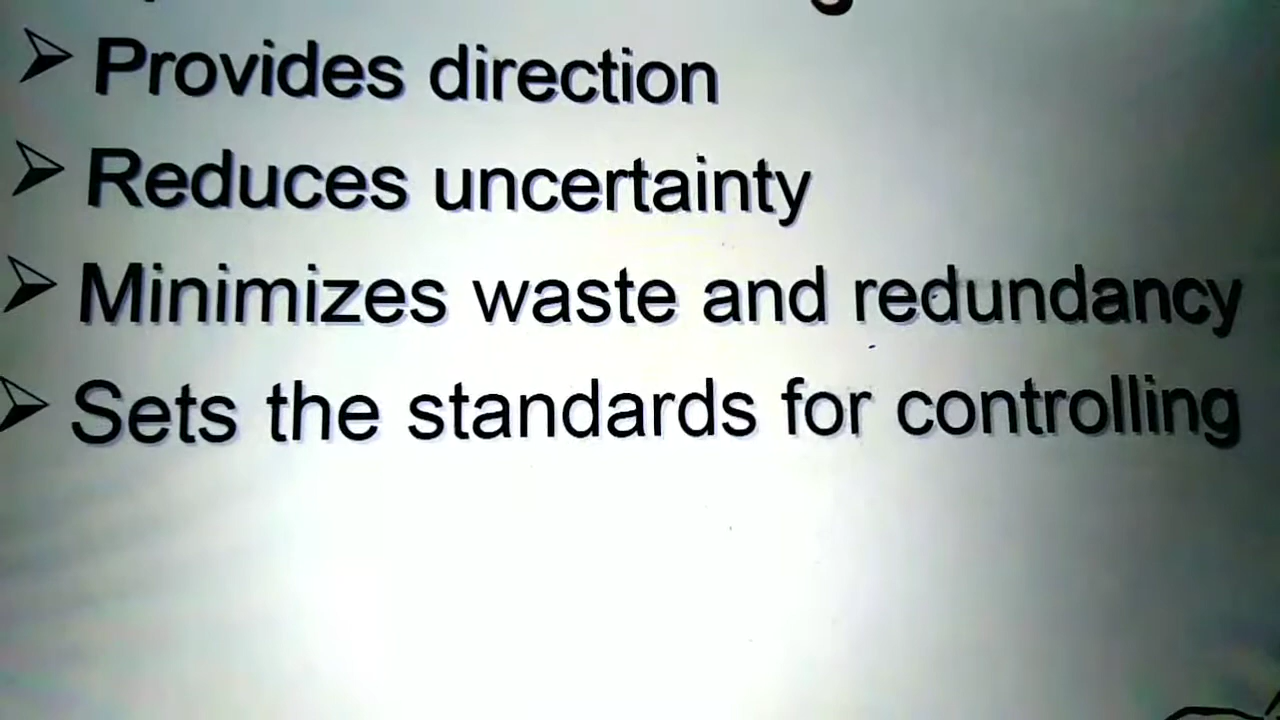 ➢ Provides direction
➢ Reduces uncertainty
➢ Minimizes waste and redundancy
➢ Sets the standards for controlling